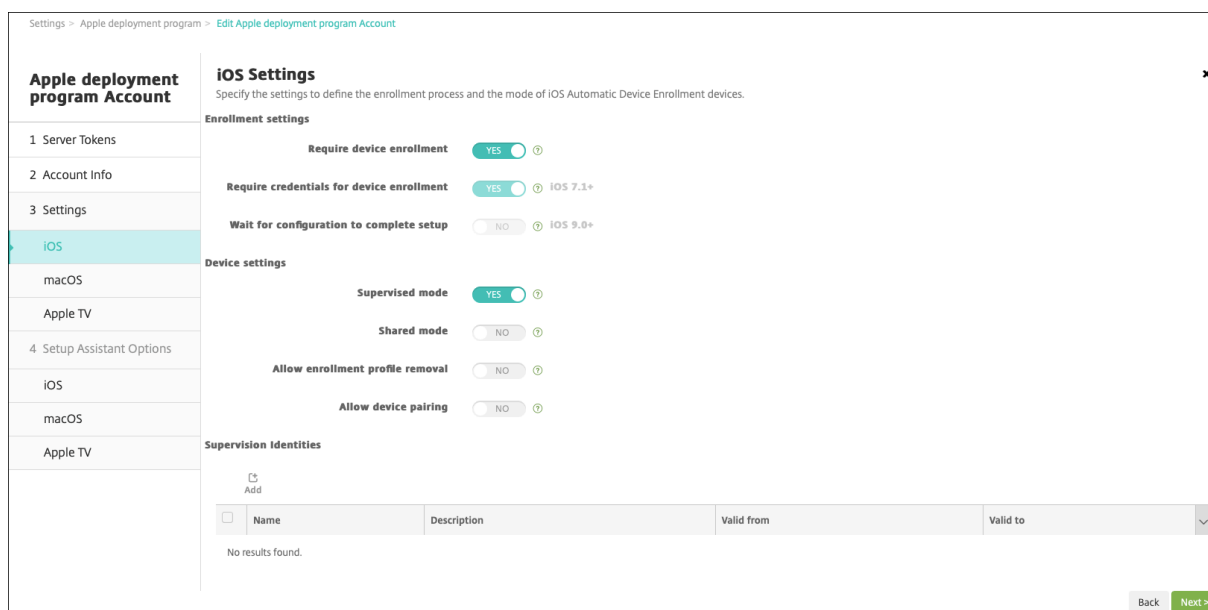 Settings > Apple deployment program > Edit Apple deployment program Account
Apple deployment
program Account
1 Server Tokens
2 Account Info
3 Settings
iOS
macOS
Apple TV
4 Setup Assistant Options
iOS
macOS
Apple TV
iOS Settings
Specify the settings to define the enrollment process and the mode of iOS Automatic Device Enrollment devices.
Enrollment settings
Require device enrollment YES ?
Require credentials for device enrollment YES ? iOS 7.1+
Wait for configuration to complete setup NO ? iOS 9.0+
Device settings
Supervised mode YES ?
Shared mode NO ?
Allow enrollment profile removal NO ?
Allow device pairing NO ?
Supervision Identities
Add
Name Description Valid from Valid to
No results found.
Back Next >